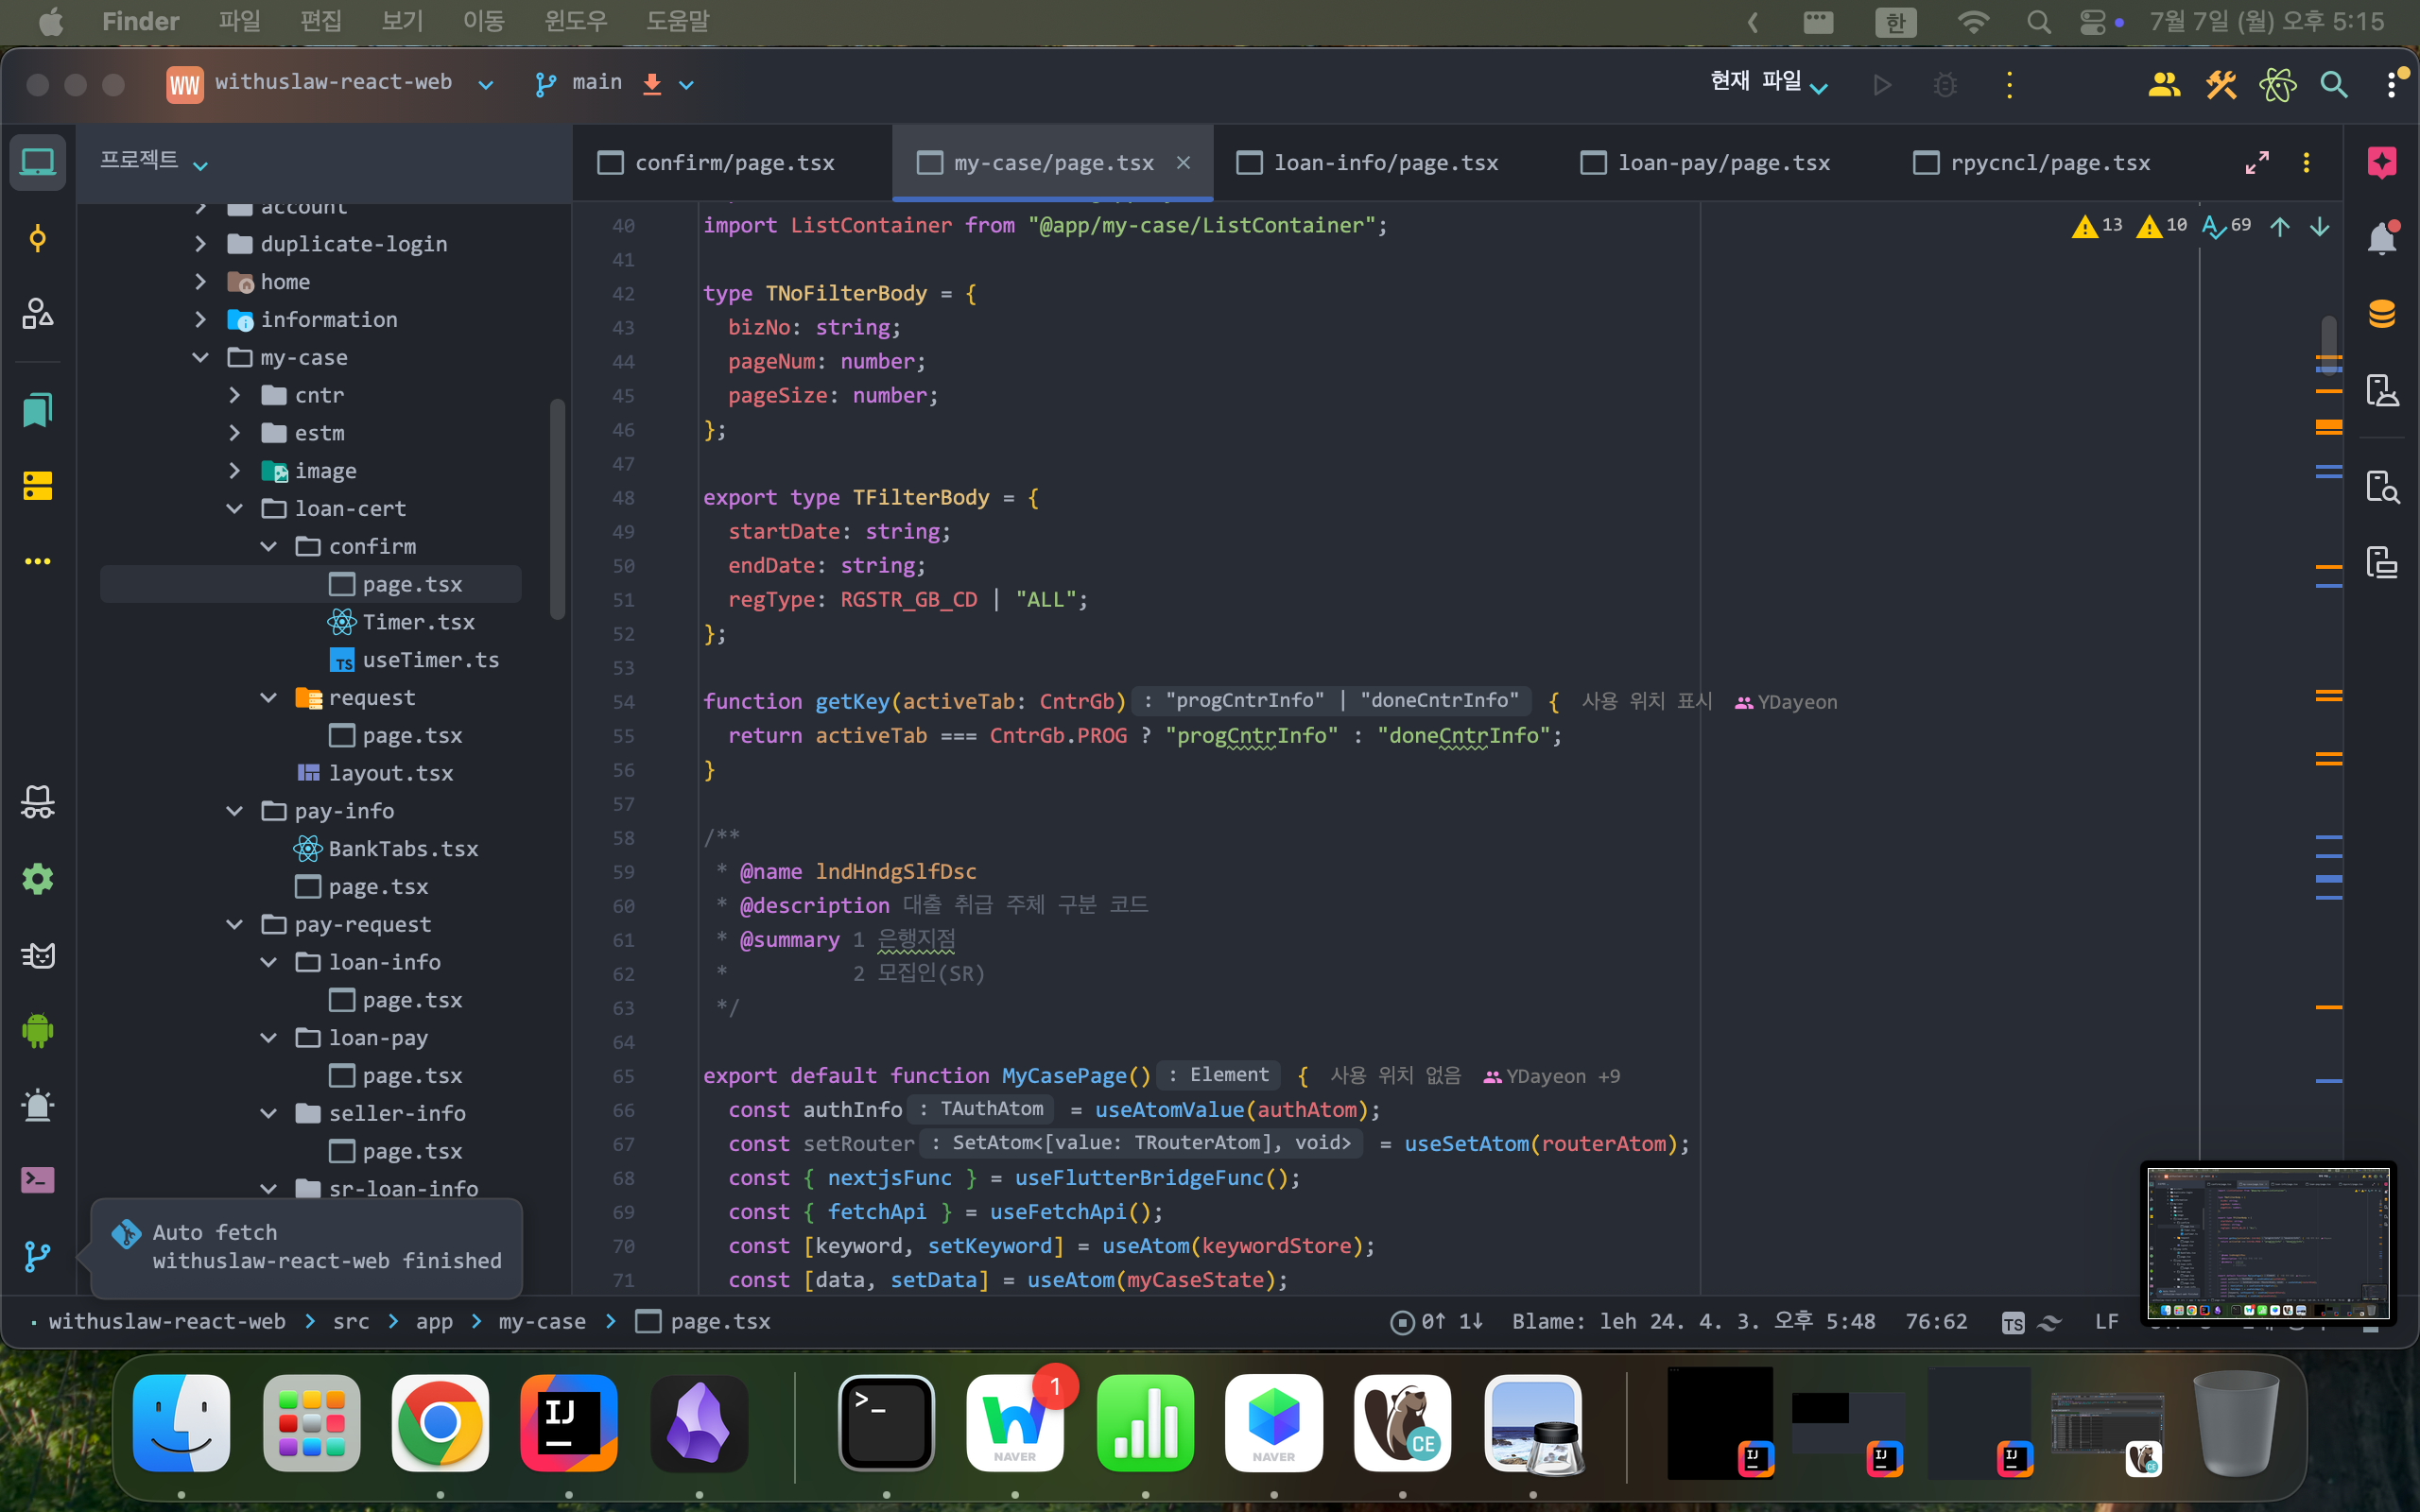 Finder 파일 편집 보기 이동 윈도우 도움말 한 7월 7일 (월) 오후 5:15
WW withuslaw-react-web main 현재 파일
프로젝트
confirm/page.tsx my-case/page.tsx loan-info/page.tsx loan-pay/page.tsx rpycncl/page.tsx
account
duplicate-login
home
information
my-case
cntr
estm
image
loan-cert
confirm
page.tsx
Timer.tsx
TS useTimer.ts
request
page.tsx
layout.tsx
pay-info
BankTabs.tsx
page.tsx
pay-request
loan-info
page.tsx
loan-pay
page.tsx
seller-info
page.tsx
sr-loan-info
Auto fetch
withuslaw-react-web finished
13 10 69
40 import ListContainer from "@app/my-case/ListContainer";
41
42 type TNoFilterBody = {
43 bizNo: string;
44 pageNum: number;
45 pageSize: number;
46 };
47
48 export type TFilterBody = {
49 startDate: string;
50 endDate: string;
51 regType: RGSTR_GB_CD | "ALL";
52 };
53
54 function getKey(activeTab: CntrGb) : "progCntrInfo" | "doneCntrInfo" { 사용 위치 표시 YDayeon
55 return activeTab === CntrGb.PROG ? "progCntrInfo" : "doneCntrInfo";
56 }
57
58 /**
59 * @name lndHndgSlfDsc
60 * @description 대출 취급 주체 구분 코드
61 * @summary 1 은행지점
62 * 2 모집인(SR)
63 */
64
65 export default function MyCasePage() : Element { 사용 위치 없음 YDayeon +9
66 const authInfo : TAuthAtom = useAtomValue(authAtom);
67 const setRouter : SetAtom<[value: TRouterAtom], void> = useSetAtom(routerAtom);
68 const { nextjsFunc } = useFlutterBridgeFunc();
69 const { fetchApi } = useFetchApi();
70 const [keyword, setKeyword] = useAtom(keywordStore);
71 const [data, setData] = useAtom(myCaseState);
withuslaw-react-web > src > app > my-case > page.tsx 0↑ 1↓ Blame: leh 24. 4. 3. 오후 5:48 76:62 TS LF
IJ >_ 1 NAVER NAVER CE IJ IJ IJ